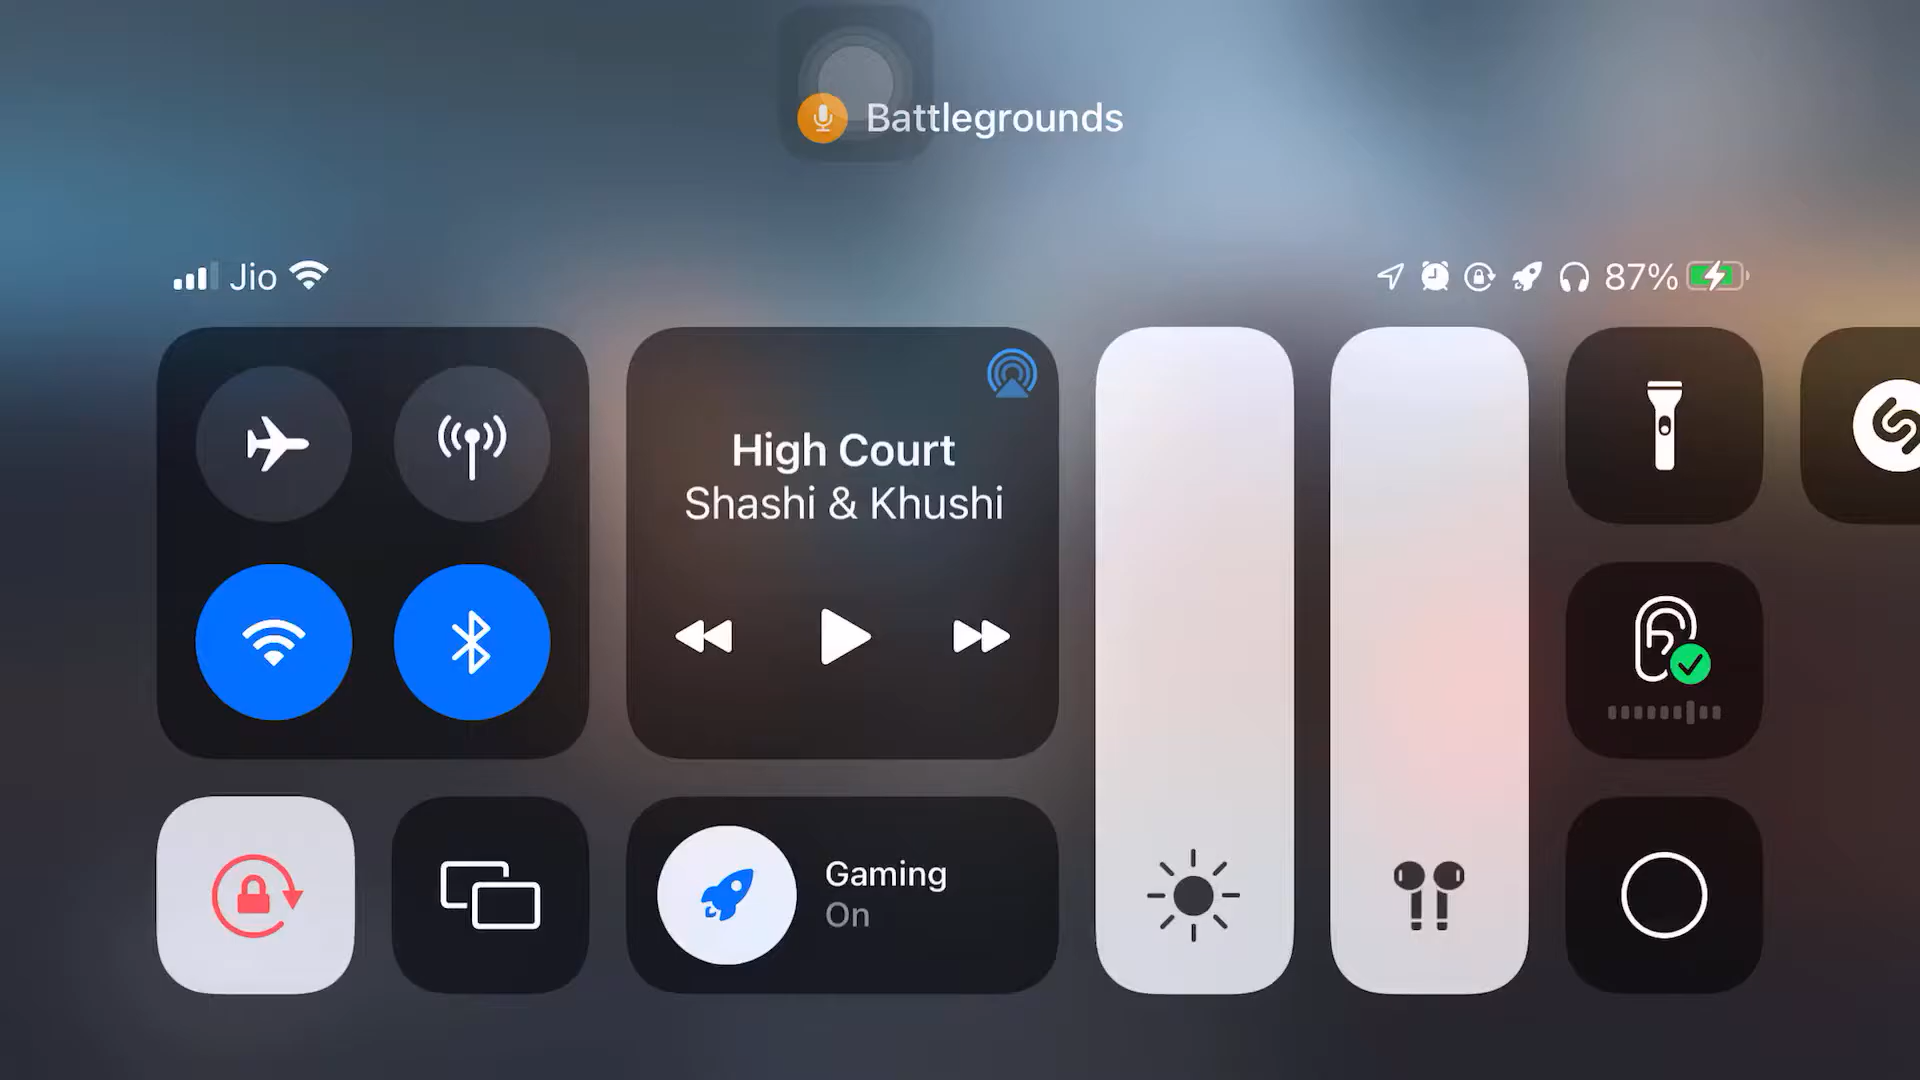 Battlegrounds
Jio
87%
High Court
Shashi & Khushi
Gaming
On